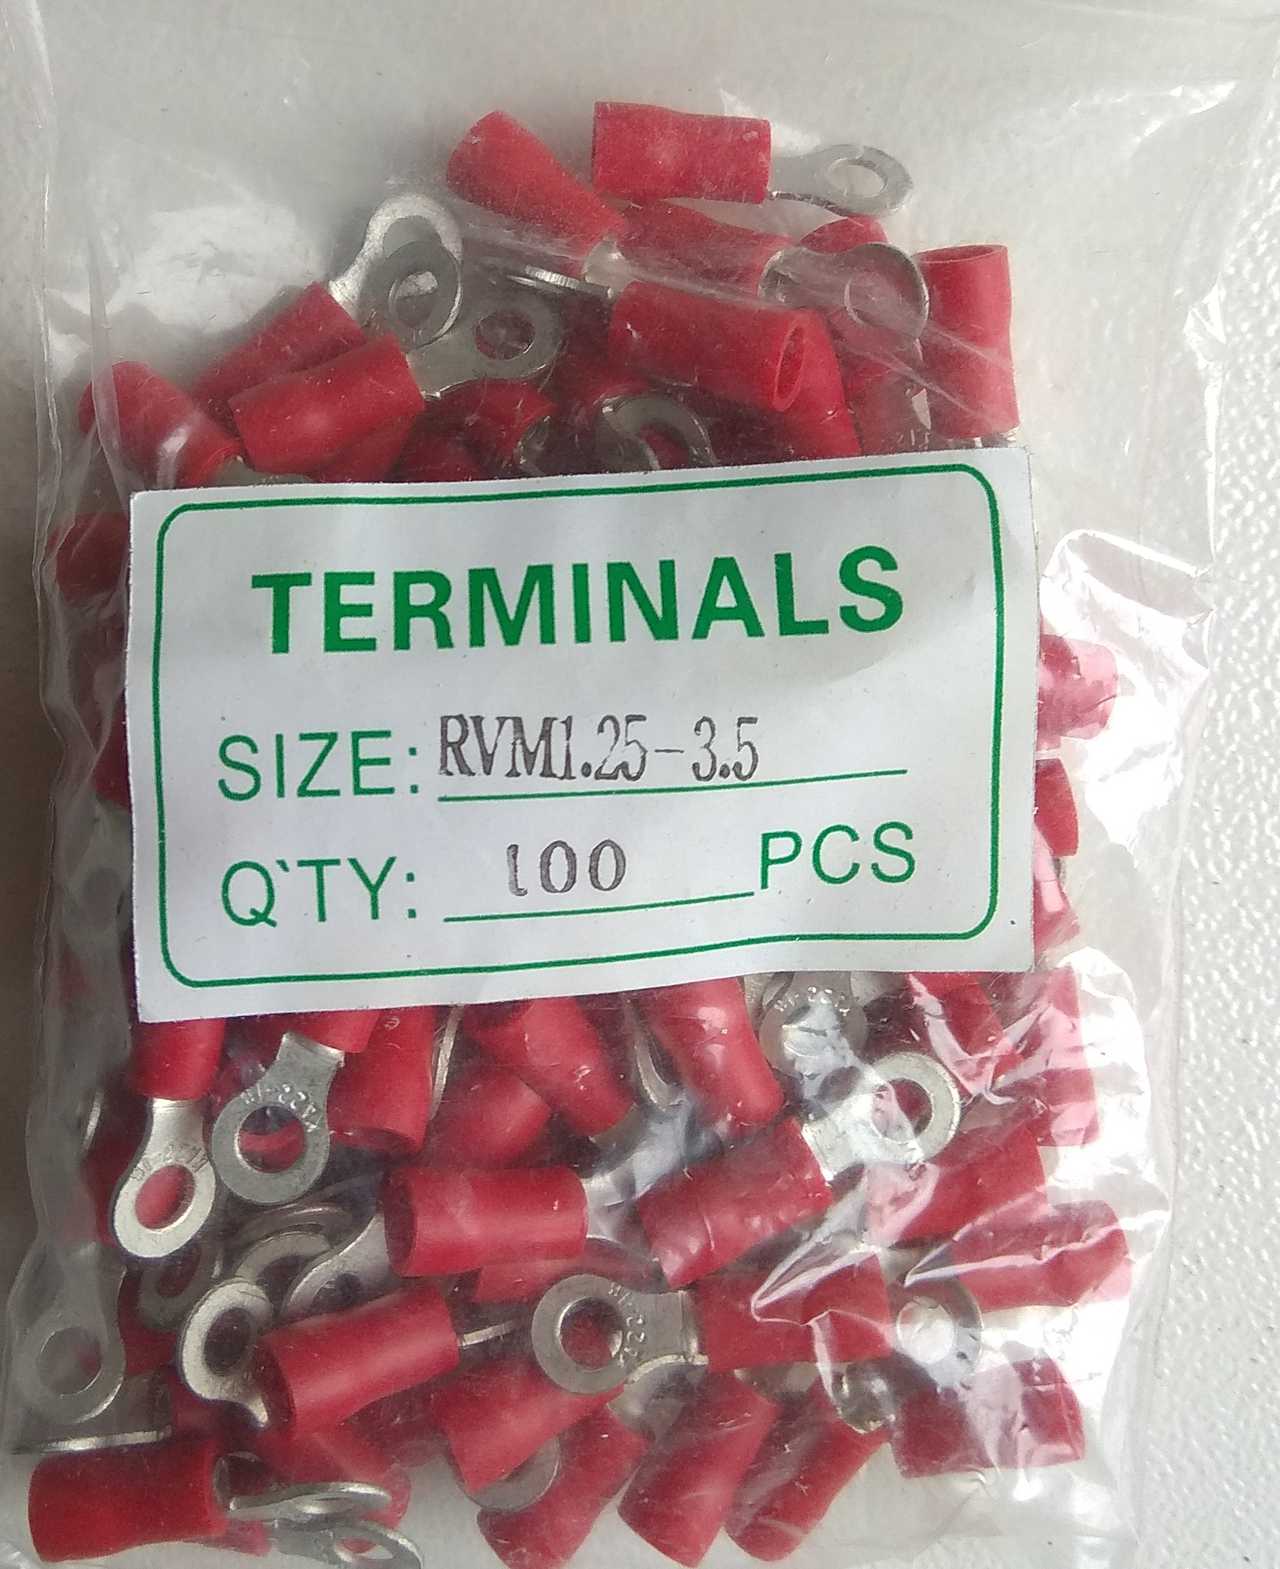 TERMINALS
SIZE: RVM1.25-3.5
Q'TY: 100 PCS